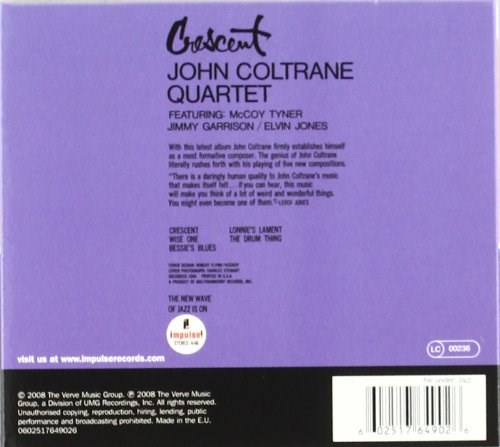 Crescent
JOHN COLTRANE
QUARTET
FEATURING: McCOY TYNER
JIMMY GARRISON / ELVIN JONES
With this latest album John Coltrane firmly establishes himself
as a most formative composer. The genius of John Coltrane
literally rushes forth with his playing of five new compositions.
"There is a daringly human quality to John Coltrane's music
that makes itself felt...If you can hear, this music
will make you think of a lot of weird and wonderful things.
You might even become one of them."-LEROI JONES
CRESCENT
WISE ONE
BESSIE'S BLUES
LONNIE'S LAMENT
THE DRUM THING
THE NEW WAVE
OF JAZZ IS ON
impulse!
visit us at www.impulserecords.com
LC 00236
© 2008 The Verve Music
Group. ℗ 2008 The Verve Music
Group, a Division of UMG Recordings, Inc. All rights reserved.
Unauthorised copying, reproduction, hiring, lending, public
performance and broadcasting prohibited. Made in the E.U.
0602517649026
file under: Jazz
6 02517 64902 6